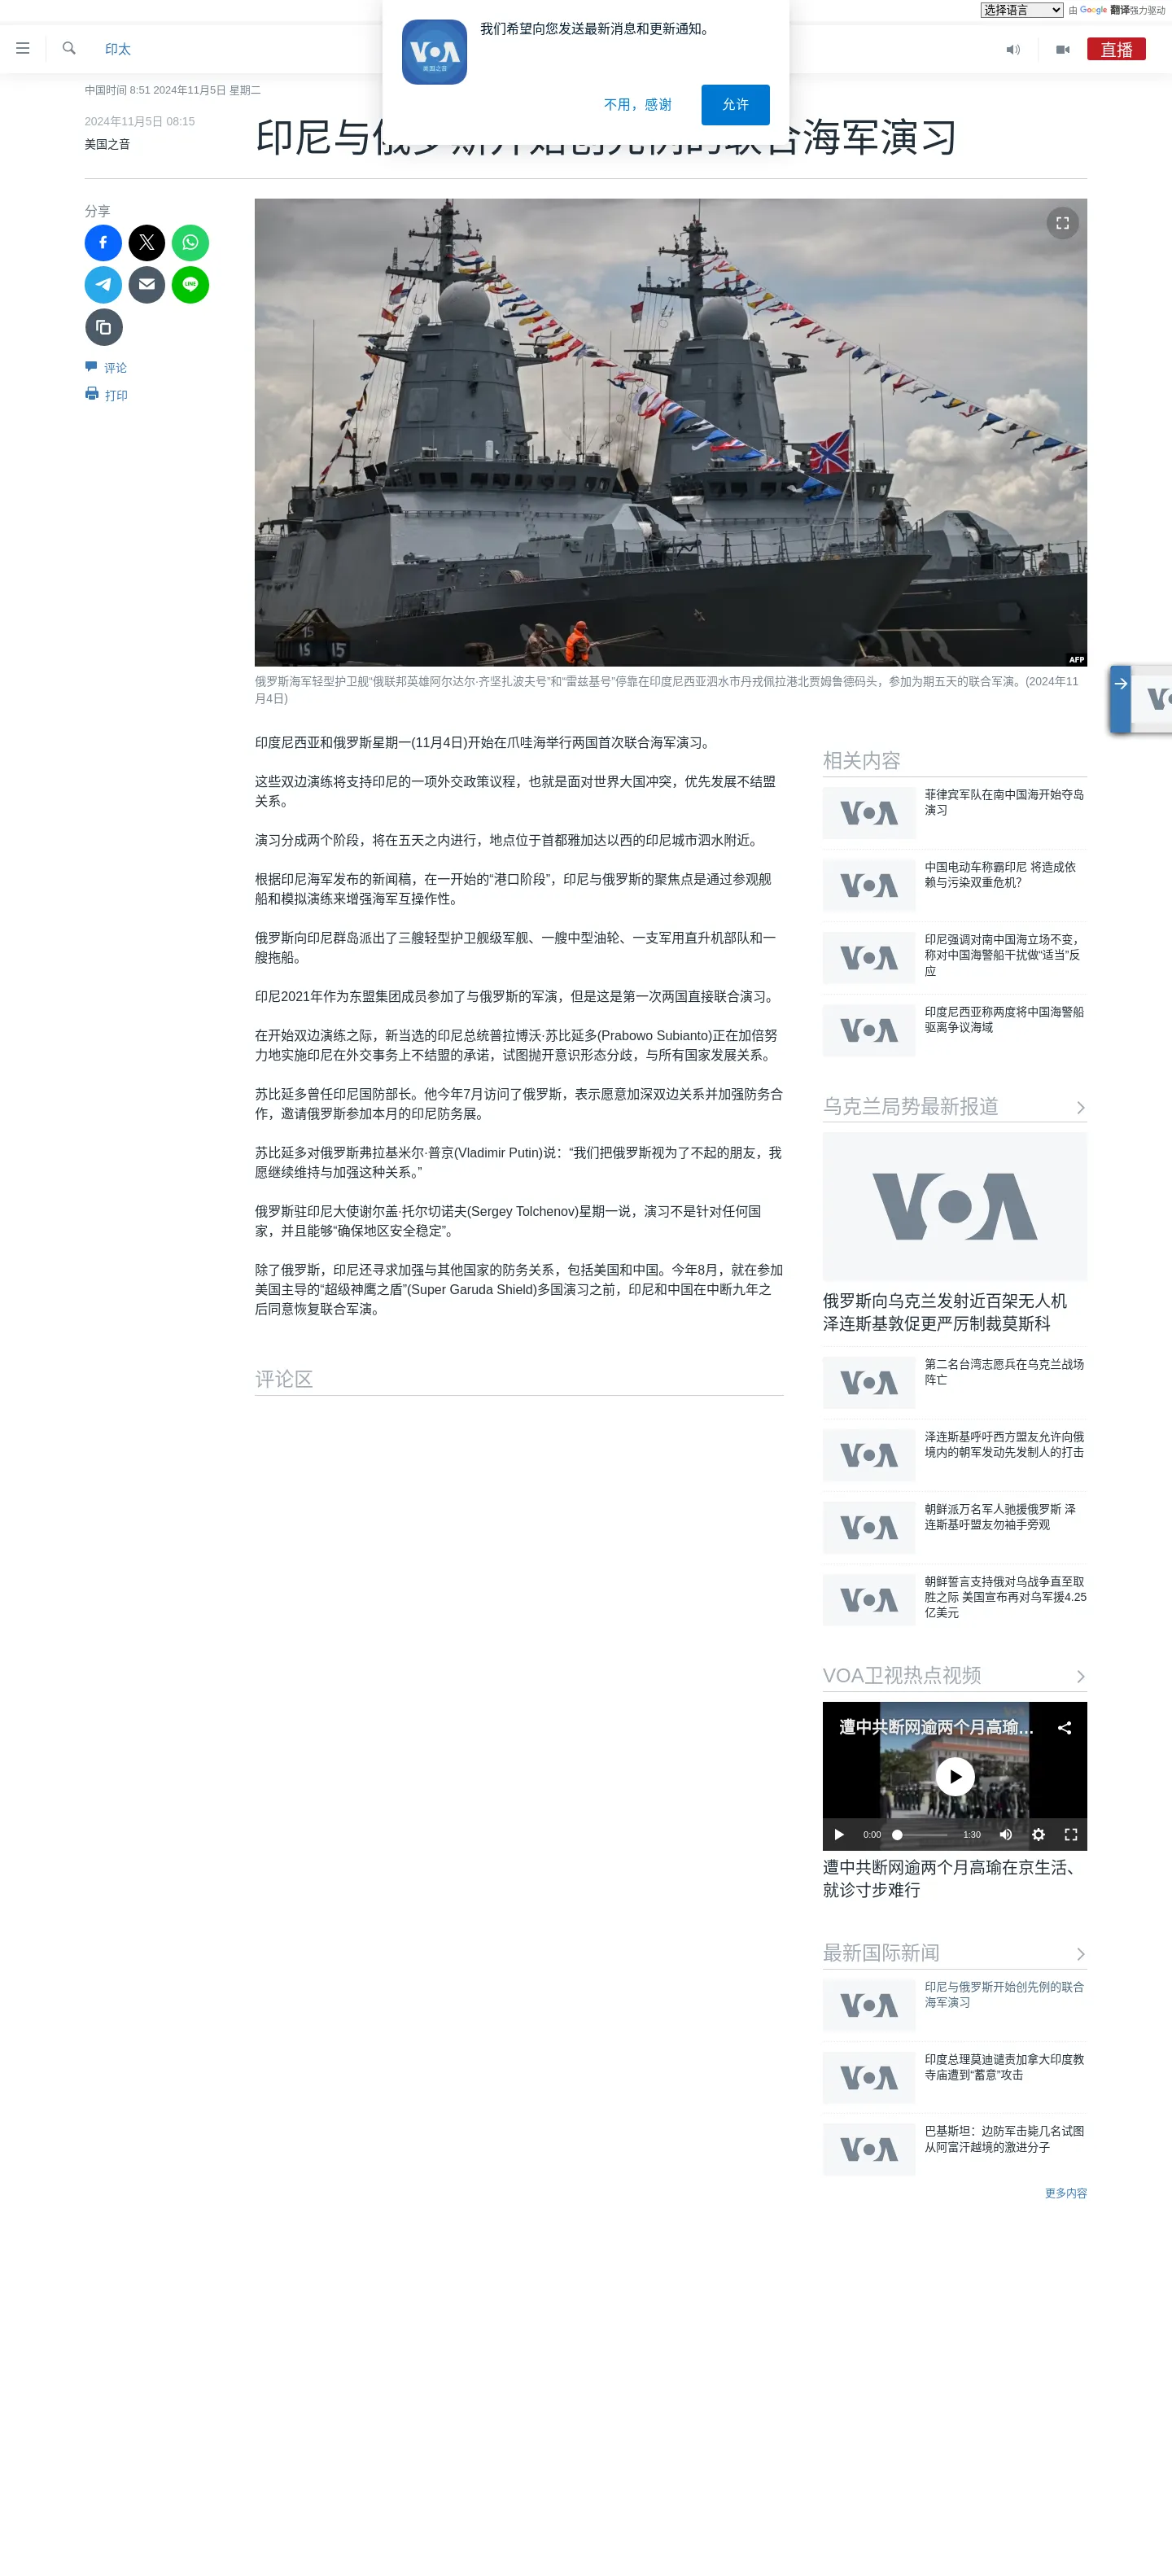 选择语言
由 Google 翻译强力驱动
VOA
美国之音
我们希望向您发送最新消息和更新通知。
不用，感谢
允许
印太
直播
中国时间 8:51 2024年11月5日 星期二
2024年11月5日 08:15
美国之音
印尼与俄罗斯开始创先例的联合海军演习
分享
LINE
评论
打印
15
15
43
AFP
俄罗斯海军轻型护卫舰“俄联邦英雄阿尔达尔·齐坚扎波夫号”和“雷兹基号”停靠在印度尼西亚泗水市丹戎佩拉港北贾姆鲁德码头，参加为期五天的联合军演。(2024年11
月4日)
印度尼西亚和俄罗斯星期一(11月4日)开始在爪哇海举行两国首次联合海军演习。
这些双边演练将支持印尼的一项外交政策议程，也就是面对世界大国冲突，优先发展不结盟
关系。
演习分成两个阶段，将在五天之内进行，地点位于首都雅加达以西的印尼城市泗水附近。
根据印尼海军发布的新闻稿，在一开始的“港口阶段”，印尼与俄罗斯的聚焦点是通过参观舰
船和模拟演练来增强海军互操作性。
俄罗斯向印尼群岛派出了三艘轻型护卫舰级军舰、一艘中型油轮、一支军用直升机部队和一
艘拖船。
印尼2021年作为东盟集团成员参加了与俄罗斯的军演，但是这是第一次两国直接联合演习。
在开始双边演练之际，新当选的印尼总统普拉博沃·苏比延多(Prabowo Subianto)正在加倍努
力地实施印尼在外交事务上不结盟的承诺，试图抛开意识形态分歧，与所有国家发展关系。
苏比延多曾任印尼国防部长。他今年7月访问了俄罗斯，表示愿意加深双边关系并加强防务合
作，邀请俄罗斯参加本月的印尼防务展。
苏比延多对俄罗斯弗拉基米尔·普京(Vladimir Putin)说：“我们把俄罗斯视为了不起的朋友，我
愿继续维持与加强这种关系。”
俄罗斯驻印尼大使谢尔盖·托尔切诺夫(Sergey Tolchenov)星期一说，演习不是针对任何国
家，并且能够“确保地区安全稳定”。
除了俄罗斯，印尼还寻求加强与其他国家的防务关系，包括美国和中国。今年8月，就在参加
美国主导的“超级神鹰之盾”(Super Garuda Shield)多国演习之前，印尼和中国在中断九年之
后同意恢复联合军演。
评论区
相关内容
VOA
菲律宾军队在南中国海开始夺岛
演习
VOA
中国电动车称霸印尼 将造成依
赖与污染双重危机？
VOA
印尼强调对南中国海立场不变，
称对中国海警船干扰做“适当”反
应
VOA
印度尼西亚称两度将中国海警船
驱离争议海域
乌克兰局势最新报道
VOA
俄罗斯向乌克兰发射近百架无人机
泽连斯基敦促更严厉制裁莫斯科
VOA
第二名台湾志愿兵在乌克兰战场
阵亡
VOA
泽连斯基呼吁西方盟友允许向俄
境内的朝军发动先发制人的打击
VOA
朝鲜派万名军人驰援俄罗斯 泽
连斯基吁盟友勿袖手旁观
VOA
朝鲜誓言支持俄对乌战争直至取
胜之际 美国宣布再对乌军援4.25
亿美元
VOA卫视热点视频
遭中共断网逾两个月高瑜...
0:00
1:30
遭中共断网逾两个月高瑜在京生活、
就诊寸步难行
最新国际新闻
VOA
印尼与俄罗斯开始创先例的联合
海军演习
VOA
印度总理莫迪谴责加拿大印度教
寺庙遭到“蓄意”攻击
VOA
巴基斯坦：边防军击毙几名试图
从阿富汗越境的激进分子
更多内容